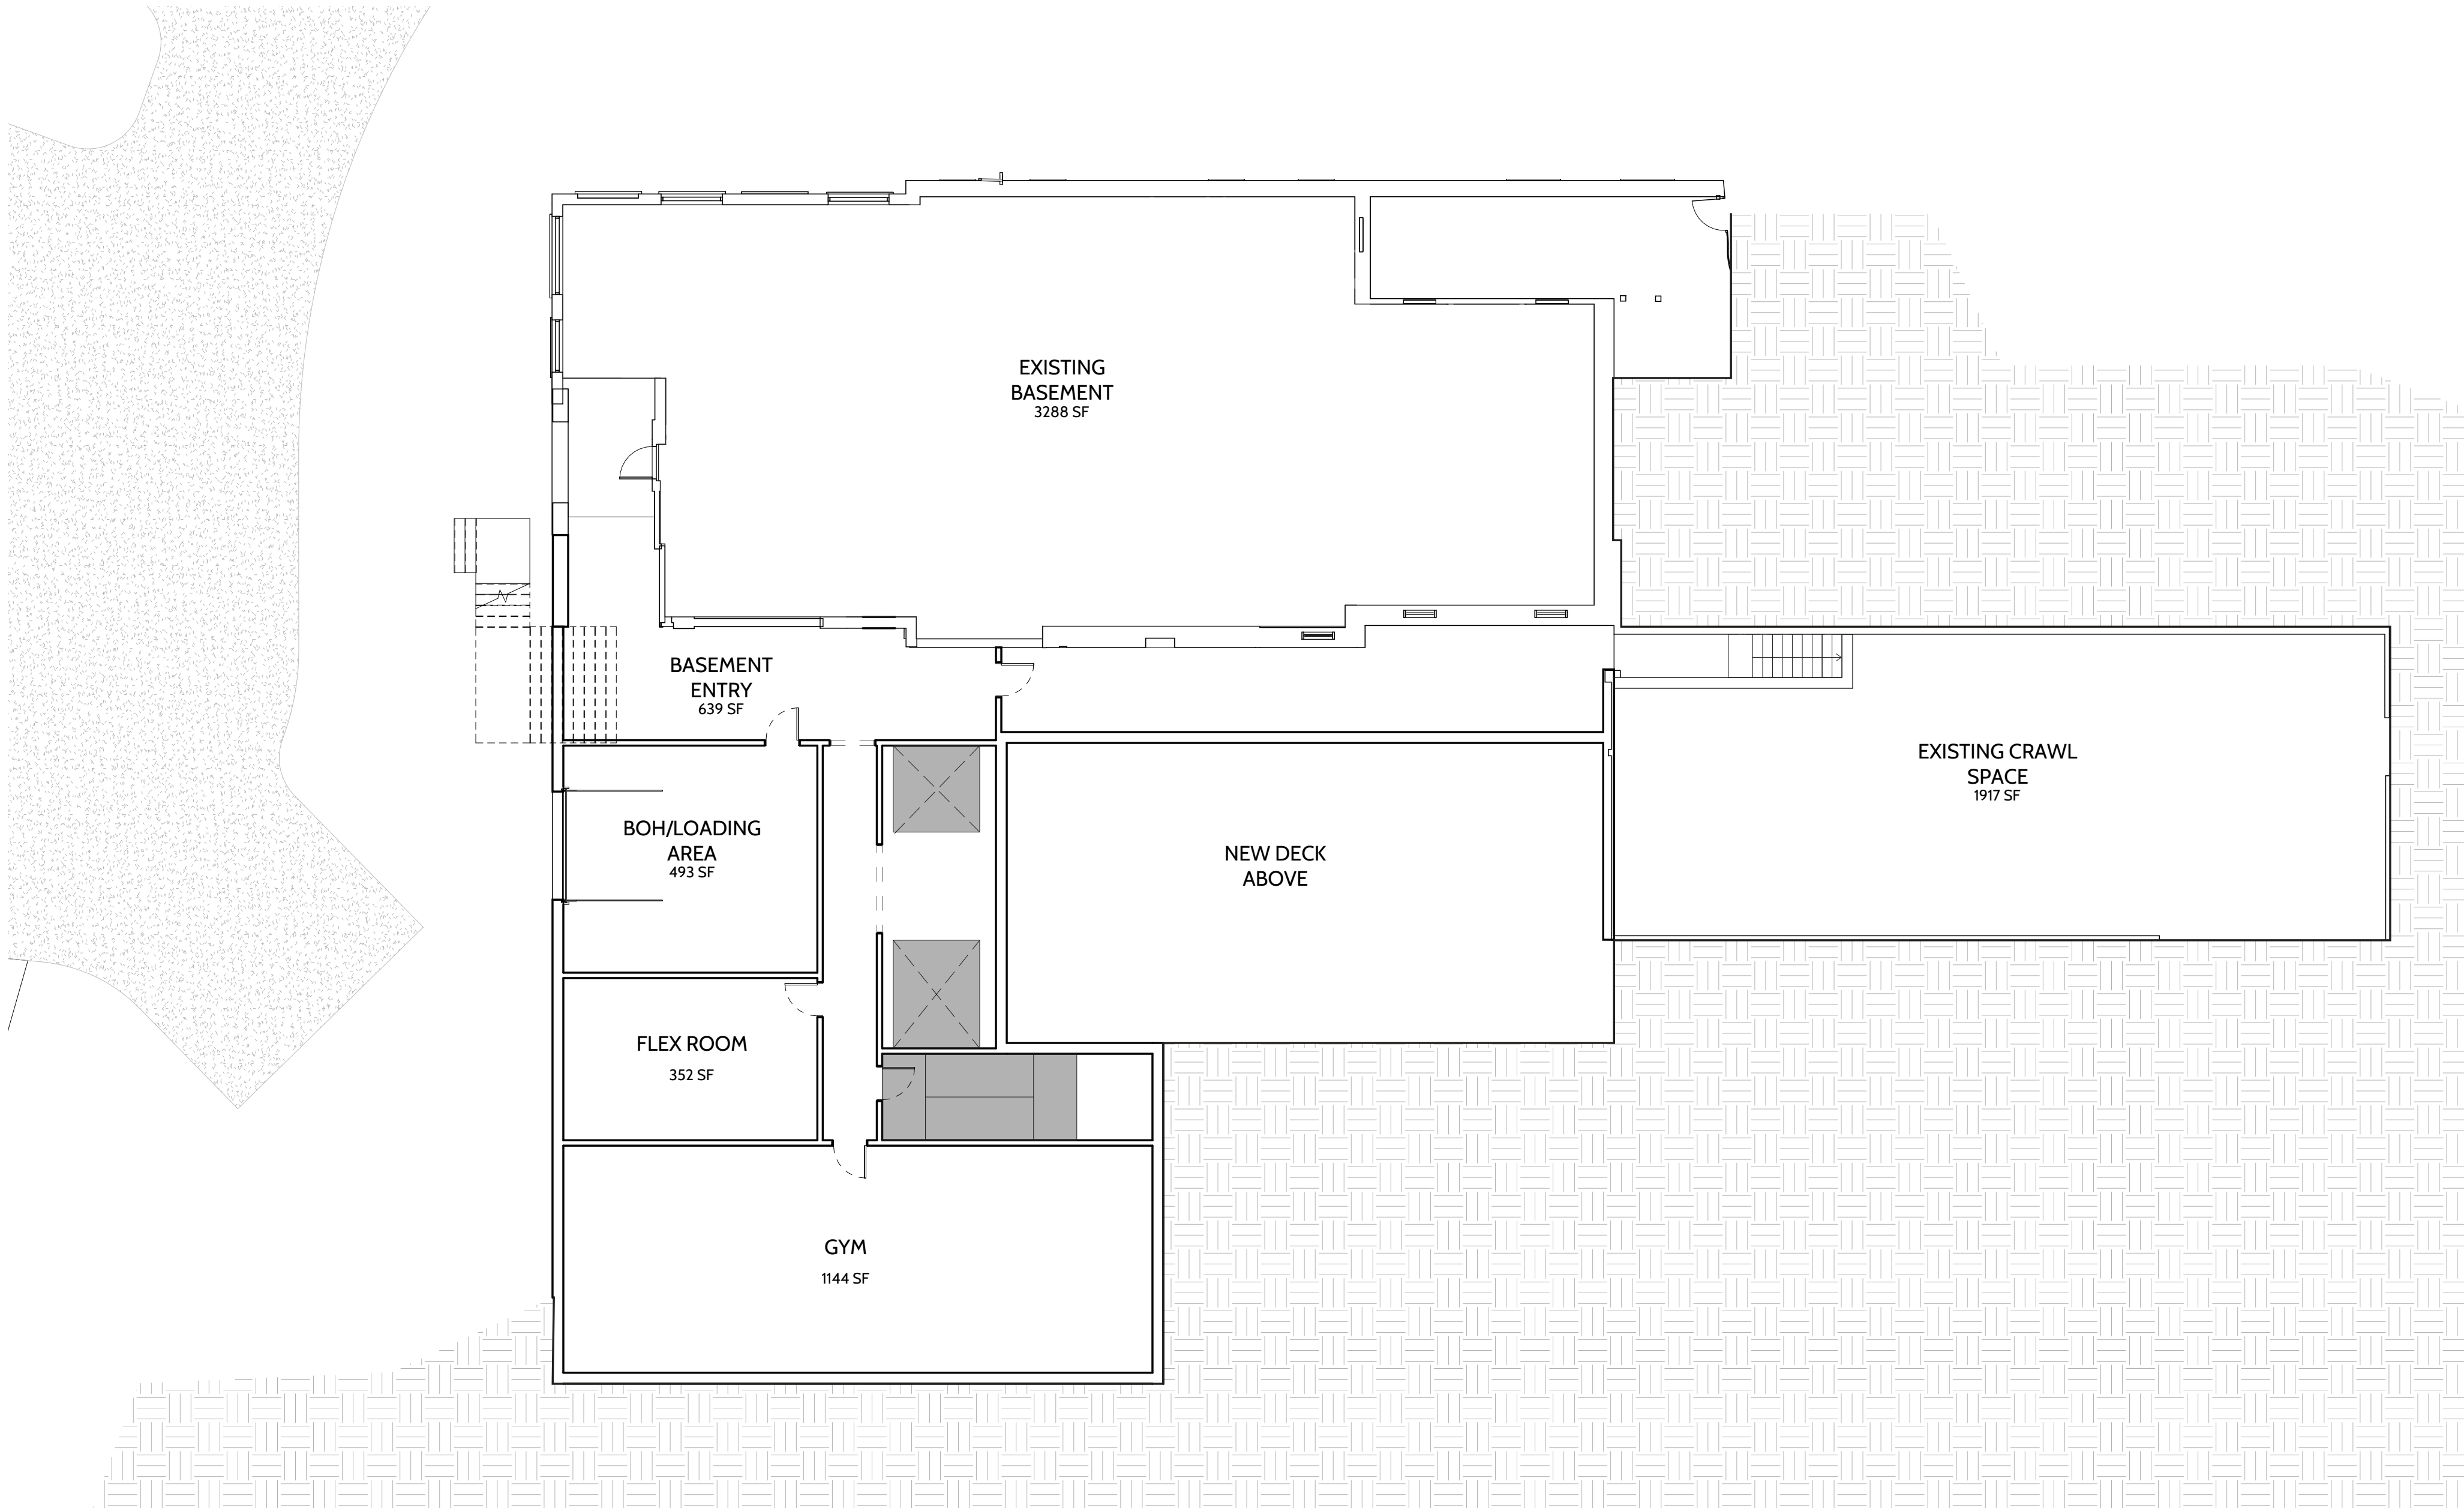 EXISTING
BASEMENT
3288 SF
BASEMENT
ENTRY
639 SF
EXISTING CRAWL
SPACE
1917 SF
BOH/LOADING
AREA
493 SF
NEW DECK
ABOVE
FLEX ROOM
352 SF
GYM
1144 SF